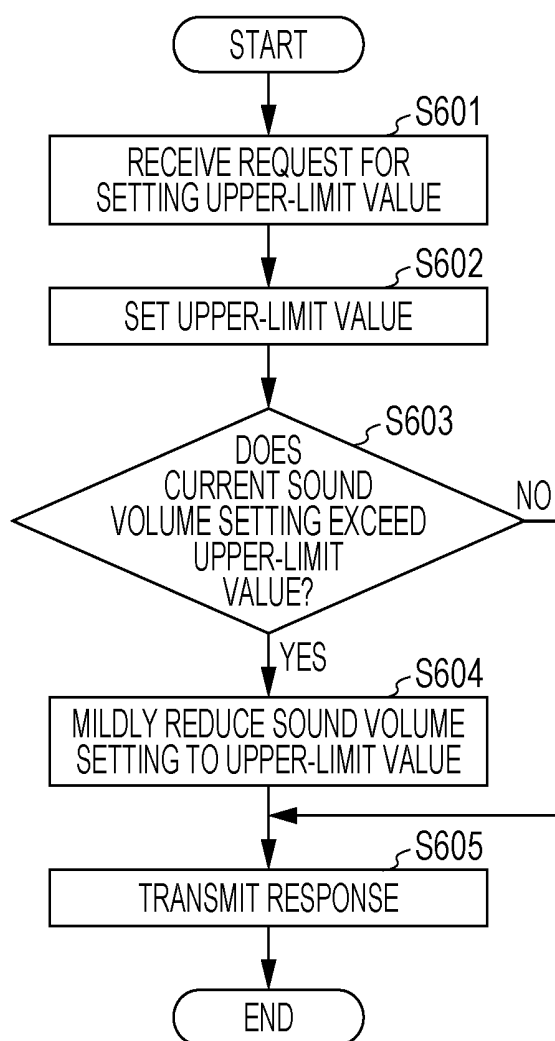 START
S601
RECEIVE REQUEST FOR
SETTING UPPER-LIMIT VALUE
S602
SET UPPER-LIMIT VALUE
S603
DOES
CURRENT SOUND
VOLUME SETTING EXCEED
UPPER-LIMIT
VALUE?
NO
YES
S604
MILDLY REDUCE SOUND VOLUME
SETTING TO UPPER-LIMIT VALUE
S605
TRANSMIT RESPONSE
END